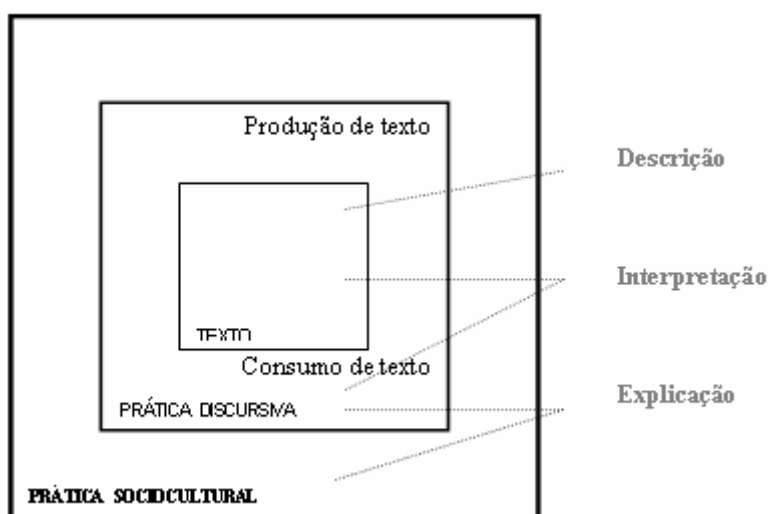 Produção de texto
Descrição
Interpretação
TEXTO
Consumo de texto
Explicação
PRÁTICA DISCURSIVA
PRÁTICA SOCIOCULTURAL